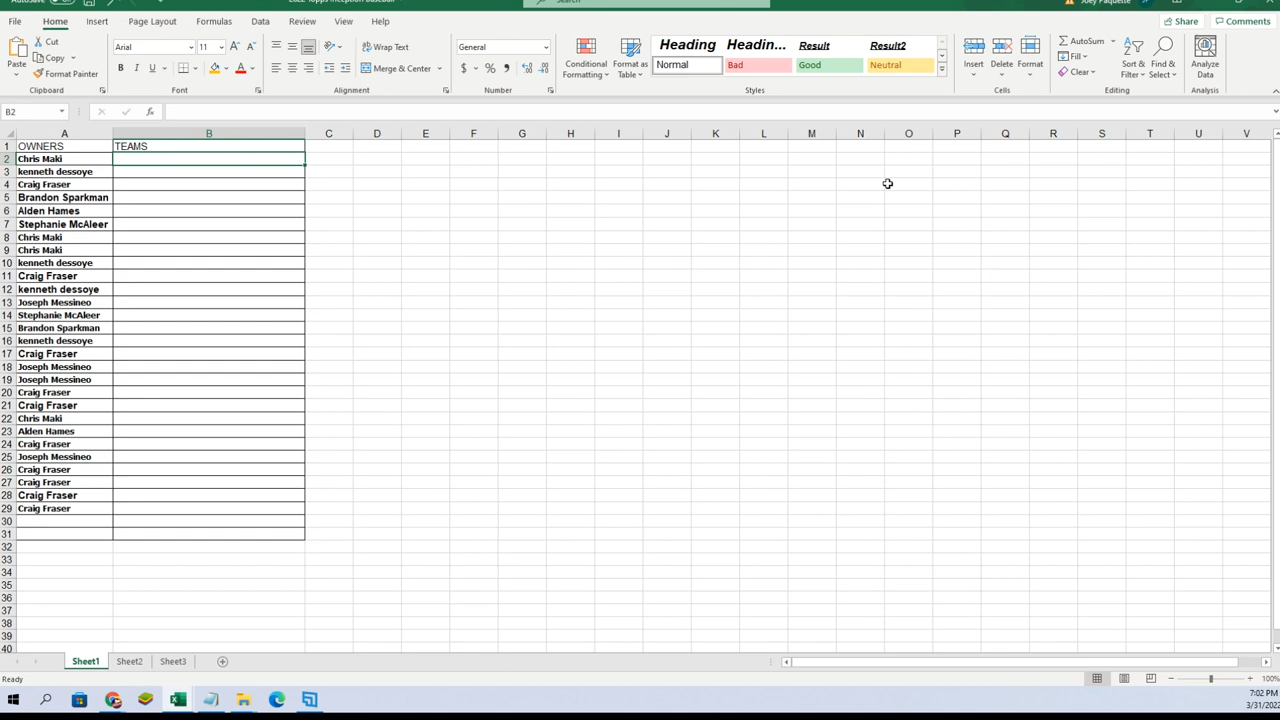 File Home Insert Page Layout Formulas Data Review View Help Share Comments
Cut
Copy
Format Painter
Paste
Clipboard
Arial 11
B I U
Font
Wrap Text
Merge & Center
Alignment
General
$ % 9
Number
Conditional Formatting
Format as Table
Heading Headin... Result Result2
Normal Bad Good Neutral
Styles
Insert Delete Format
Cells
AutoSum
Fill
Clear
Sort & Filter
Find & Select
Editing
Analyze Data
Analysis
B2 fx
A B C D E F G H I J K L M N O P Q R S T U V
1 OWNERS TEAMS
2 Chris Maki
3 kenneth dessoye
4 Craig Fraser
5 Brandon Sparkman
6 Alden Hames
7 Stephanie McAleer
8 Chris Maki
9 Chris Maki
10 kenneth dessoye
11 Craig Fraser
12 kenneth dessoye
13 Joseph Messineo
14 Stephanie McAleer
15 Brandon Sparkman
16 kenneth dessoye
17 Craig Fraser
18 Joseph Messineo
19 Joseph Messineo
20 Craig Fraser
21 Craig Fraser
22 Chris Maki
23 Alden Hames
24 Craig Fraser
25 Joseph Messineo
26 Craig Fraser
27 Craig Fraser
28 Craig Fraser
29 Craig Fraser
30
31
32
33
34
35
36
37
38
39
40
Sheet1 Sheet2 Sheet3
Ready 100%
7:02 PM